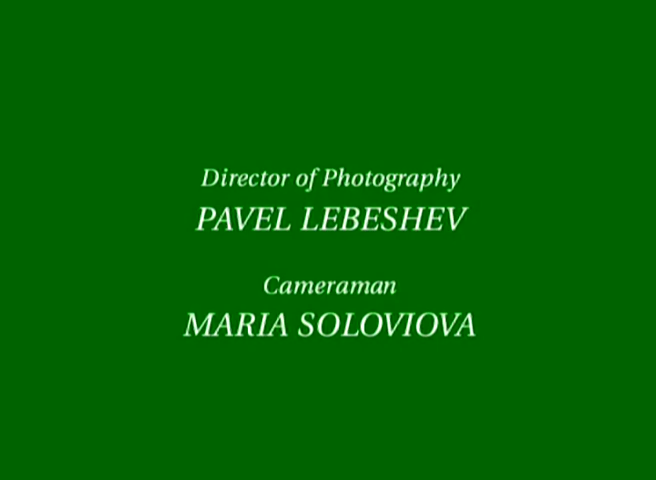 Director of Photography
PAVEL LEBESHEV
Cameraman
MARIA SOLOVIOVA